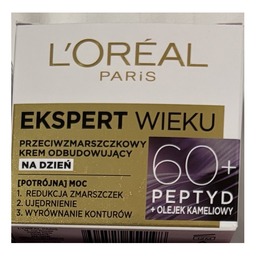 L'ORÉAL
PARIS
EKSPERT WIEKU
PRZECIWZMARSZCZKOWY
KREM ODBUDOWUJĄCY
NA DZIEŃ
60+
PEPTYD
+ OLEJEK KAMELIOWY
[POTRÓJNA] MOC
1. REDUKCJA ZMARSZCZEK
2. UJĘDRNIENIE
3. WYRÓWNANIE KONTURÓW